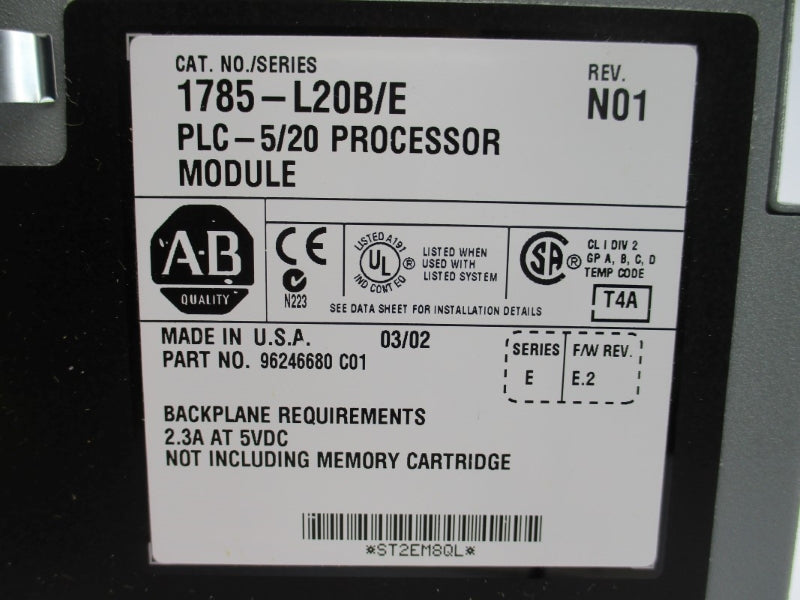 CAT. NO./SERIES
1785-L20B/E
PLC-5/20 PROCESSOR
MODULE
REV.
N01
A-B
QUALITY
CE
N223
LISTED A191
UL
IND CONT EQ
®
LISTED WHEN
USED WITH
LISTED SYSTEM
SA ®
CL I DIV 2
GP A, B, C, D
TEMP CODE
T4A
SEE DATA SHEET FOR INSTALLATION DETAILS
MADE IN U.S.A. 03/02
PART NO. 96246680 C01
SERIES F/W REV.
E E.2
BACKPLANE REQUIREMENTS
2.3A AT 5VDC
NOT INCLUDING MEMORY CARTRIDGE
*ST2EM8QL*